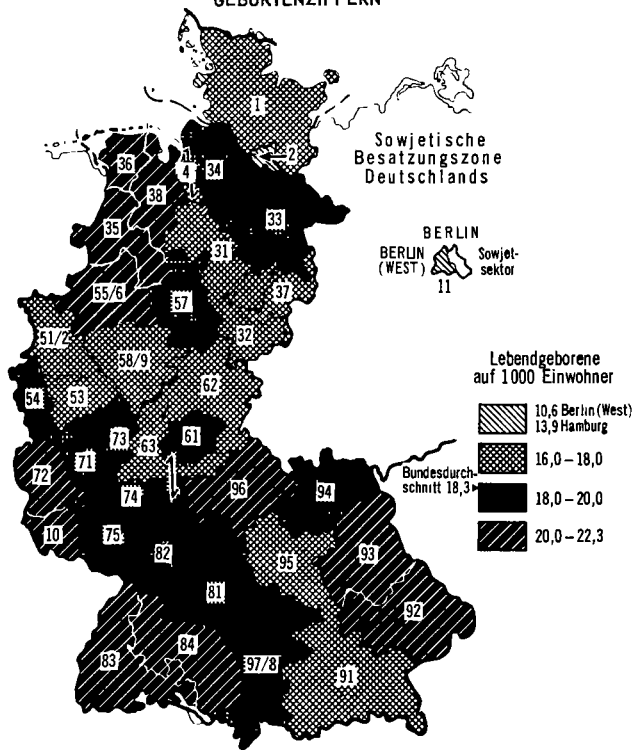 GEBURTENZIFFERN
1
2
36
4
34
38
35
33
31
55/6
57
37
51/2
32
58/9
54
53
62
73
63
61
71
72
96
94
74
10
75
82
95
93
81
92
84
83
97/8
91
Sowjetische
Besatzungszone
Deutschlands
BERLIN
BERLIN
(WEST)
Sowjet-
sektor
11
Lebendgeborene
auf 1000 Einwohner
10,6 Berlin (West)
13,9 Hamburg
16,0–18,0
Bundesdurch-
schnitt 18,3
18,0–20,0
20,0–22,3